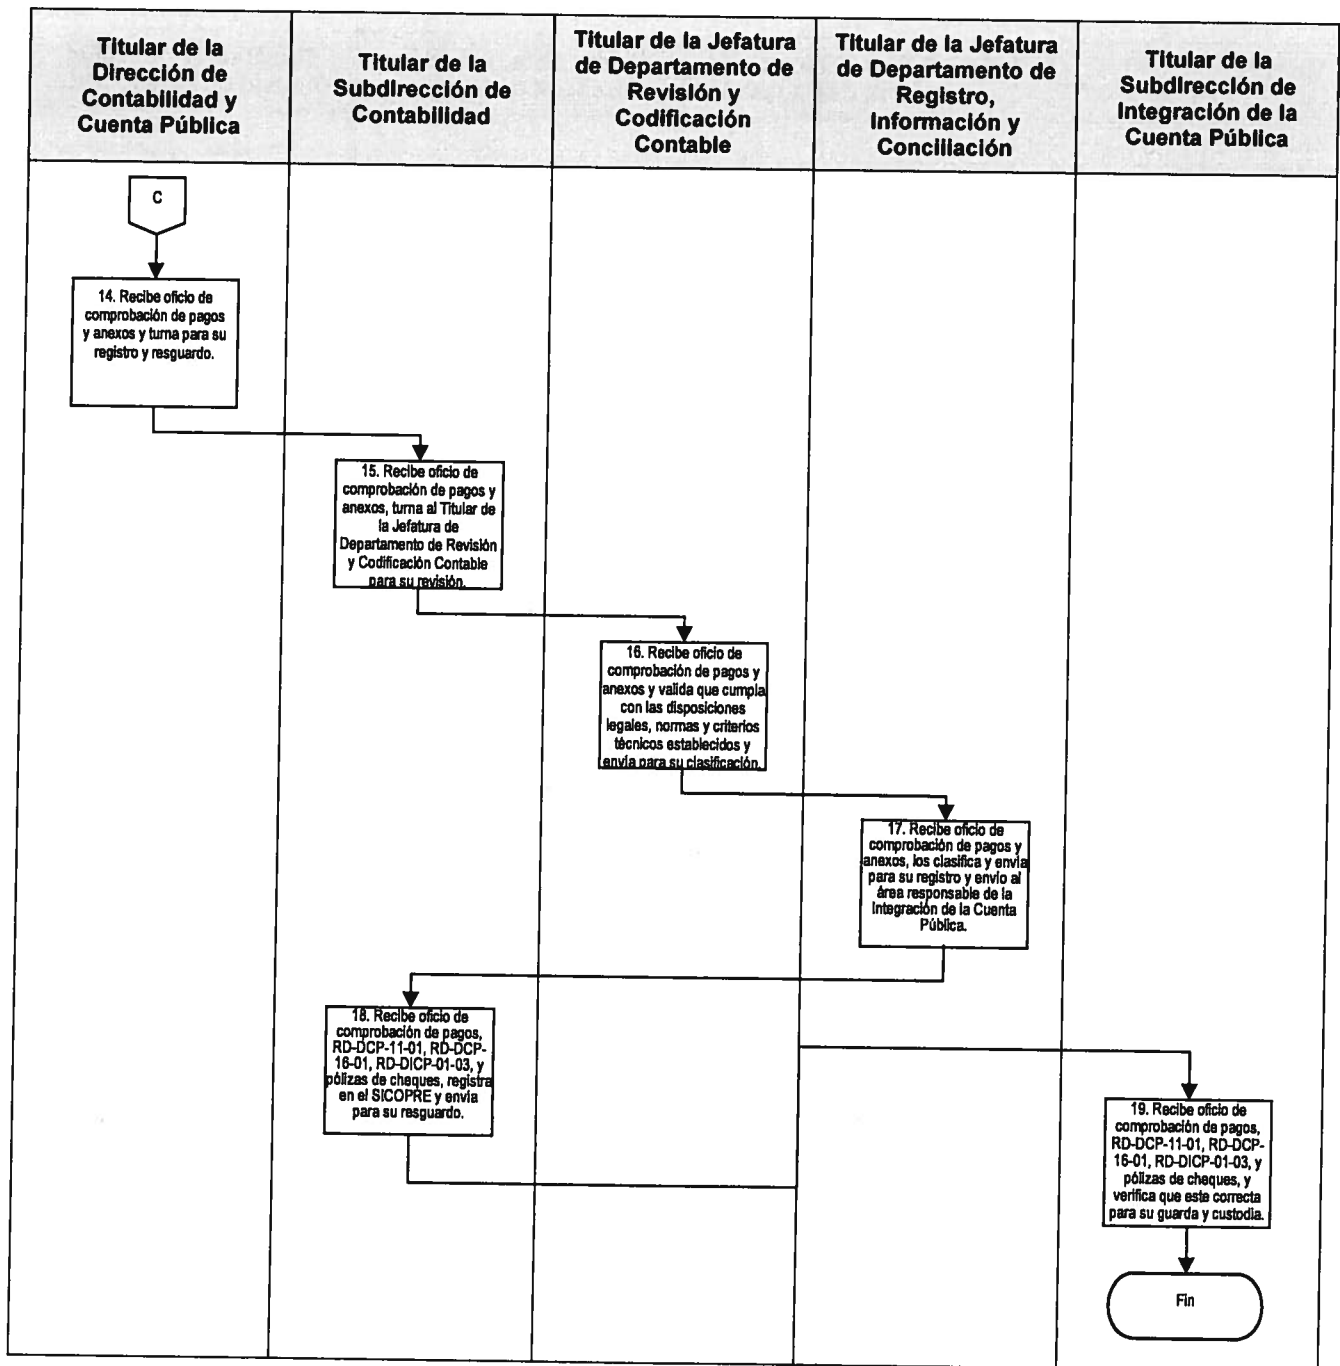 Titular de la
Dirección de
Contabilidad y
Cuenta Pública
Titular de la
Subdirección de
Contabilidad
Titular de la Jefatura
de Departamento de
Revisión y
Codificación
Contable
Titular de la Jefatura
de Departamento de
Registro,
Información y
Conciliación
Titular de la
Subdirección de
Integración de la
Cuenta Pública
C
14. Recibe oficio de
comprobación de pagos
y anexos y turna para su
registro y resguardo.
15. Recibe oficio de
comprobación de pagos y
anexos, turna al Titular de
la Jefatura de
Departamento de Revisión
y Codificación Contable
para su revisión.
16. Recibe oficio de
comprobación de pagos y
anexos y valida que cumpla
con las disposiciones
legales, normas y criterios
técnicos establecidos y
envía para su clasificación.
17. Recibe oficio de
comprobación de pagos y
anexos, los clasifica y envía
para su registro y envío al
área responsable de la
Integración de la Cuenta
Pública.
18. Recibe oficio de
comprobación de pagos,
RD-DCP-11-01, RD-DCP-
16-01, RD-DICP-01-03, y
pólizas de cheques, registra
en el SICOPRE y envía
para su resguardo.
19. Recibe oficio de
comprobación de pagos,
RD-DCP-11-01, RD-DCP-
16-01, RD-DICP-01-03, y
pólizas de cheques, y
verifica que este correcta
para su guarda y custodia.
Fin